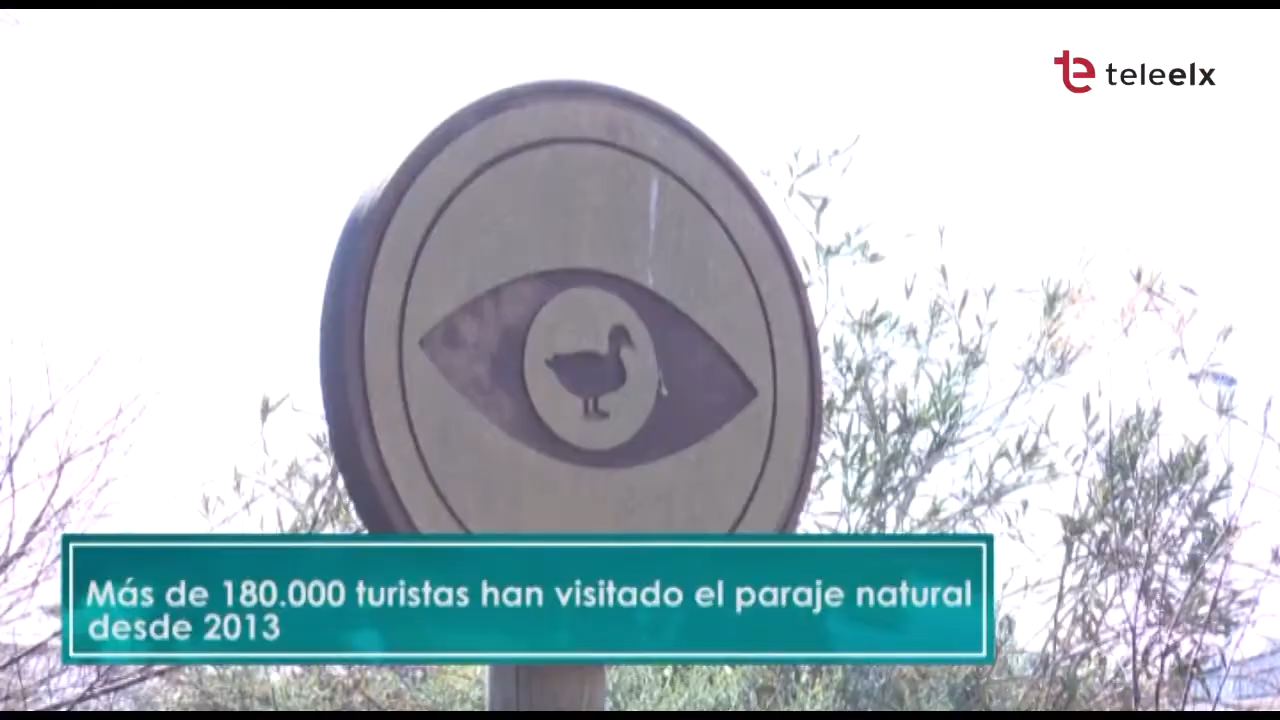 teleelx
Más de 180.000 turistas han visitado el paraje natural
desde 2013